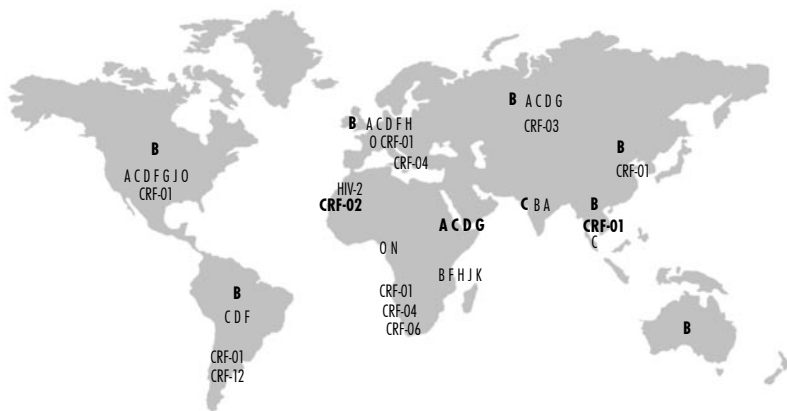 B
A C D F G J O
CRF-01
B
C D F
CRF-01
CRF-12
B A C D F H
O CRF-01
CRF-04
HIV-2
CRF-02
A C D G
O N
B F H J K
CRF-01
CRF-04
CRF-06
B A C D G
CRF-03
B
CRF-01
C B A
B
CRF-01
C
B